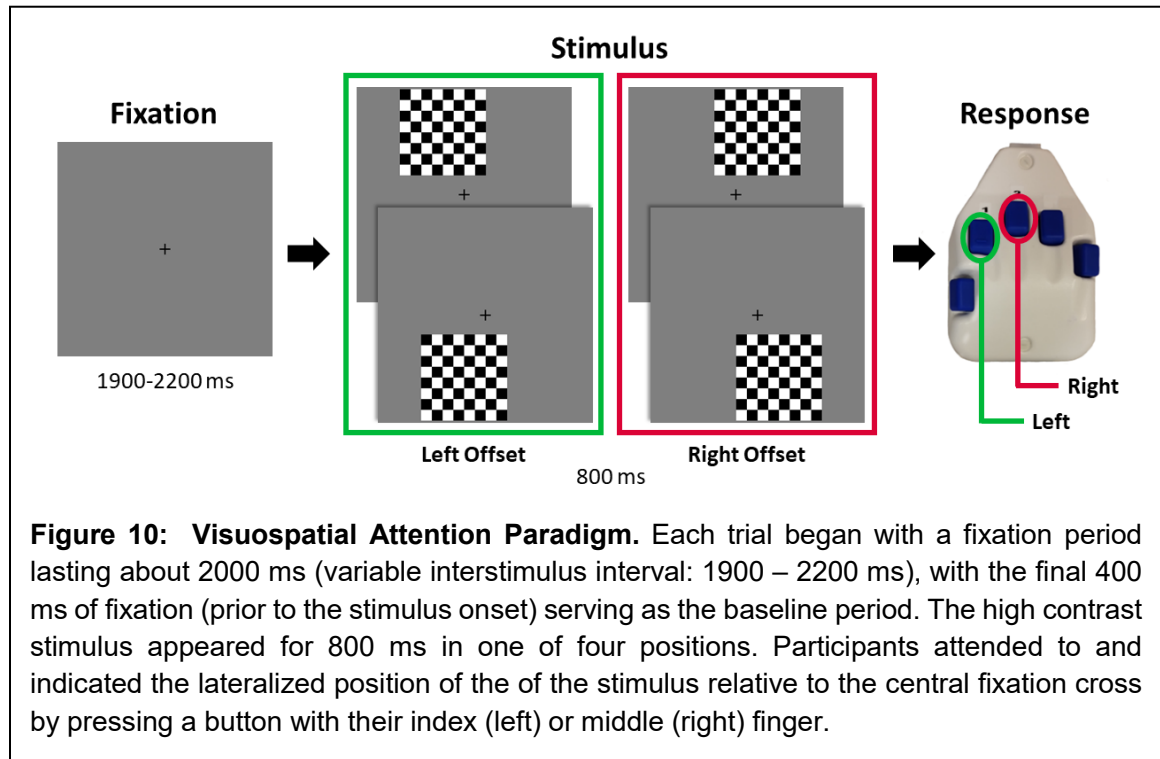 Stimulus
Fixation
Response
+
+
+
+
+
1
2
1900-2200 ms
Right
Left
Left Offset
Right Offset
800 ms
Figure 10: Visuospatial Attention Paradigm. Each trial began with a fixation period
lasting about 2000 ms (variable interstimulus interval: 1900 – 2200 ms), with the final 400
ms of fixation (prior to the stimulus onset) serving as the baseline period. The high contrast
stimulus appeared for 800 ms in one of four positions. Participants attended to and
indicated the lateralized position of the of the stimulus relative to the central fixation cross
by pressing a button with their index (left) or middle (right) finger.